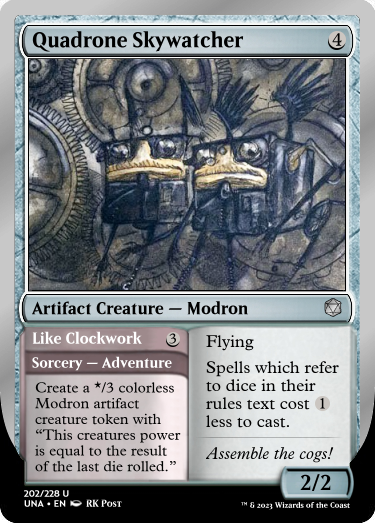 Quadrone Skywatcher 4
Artifact Creature — Modron
Like Clockwork 3
Sorcery — Adventure
Create a */3 colorless
Modron artifact
creature token with
“This creatures power
is equal to the result
of the last die rolled.”
Flying
Spells which refer
to dice in their
rules text cost 1
less to cast.
Assemble the cogs!
2/2
202/228 U
UNA • EN RK Post
™ & © 2023 Wizards of the Coast